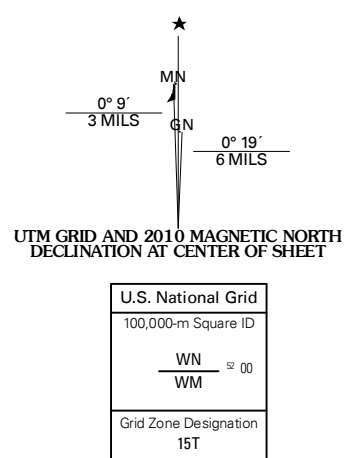 ★
MN
0° 9´
3 MILS
GN
0° 19´
6 MILS
UTM GRID AND 2010 MAGNETIC NORTH
DECLINATION AT CENTER OF SHEET
U.S. National Grid
100,000-m Square ID
WN
52 00
WM
Grid Zone Designation
15T